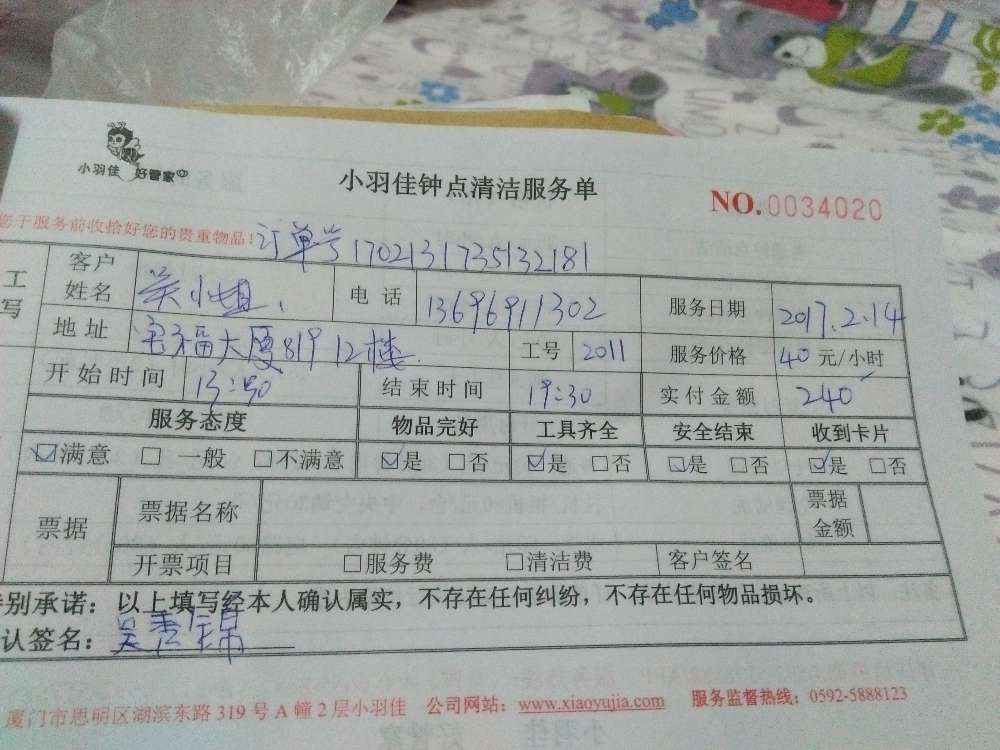 小羽佳 好管家
小羽佳钟点清洁服务单
NO.0034020
您于服务前收拾好您的贵重物品！订单号1702131735132181
工写
客户姓名 吴小姐. 电话 13696911302 服务日期 2017.2.14
地址 宝福大厦819 12楼. 工号 2011 服务价格 40元/小时
开始时间 13:30 结束时间 19:30 实付金额 240
服务态度 物品完好 工具齐全 安全结束 收到卡片
满意 一般 不满意 是 否 是 否 是 否 是 否
票据 票据名称 票据金额
开票项目 服务费 清洁费 客户签名
特别承诺：以上填写经本人确认属实，不存在任何纠纷，不存在任何物品损坏。
认签名：吴秀锦
厦门市思明区湖滨东路319号A幢2层小羽佳 公司网站：www.xiaoyujia.com 服务监督热线：0592-5888123